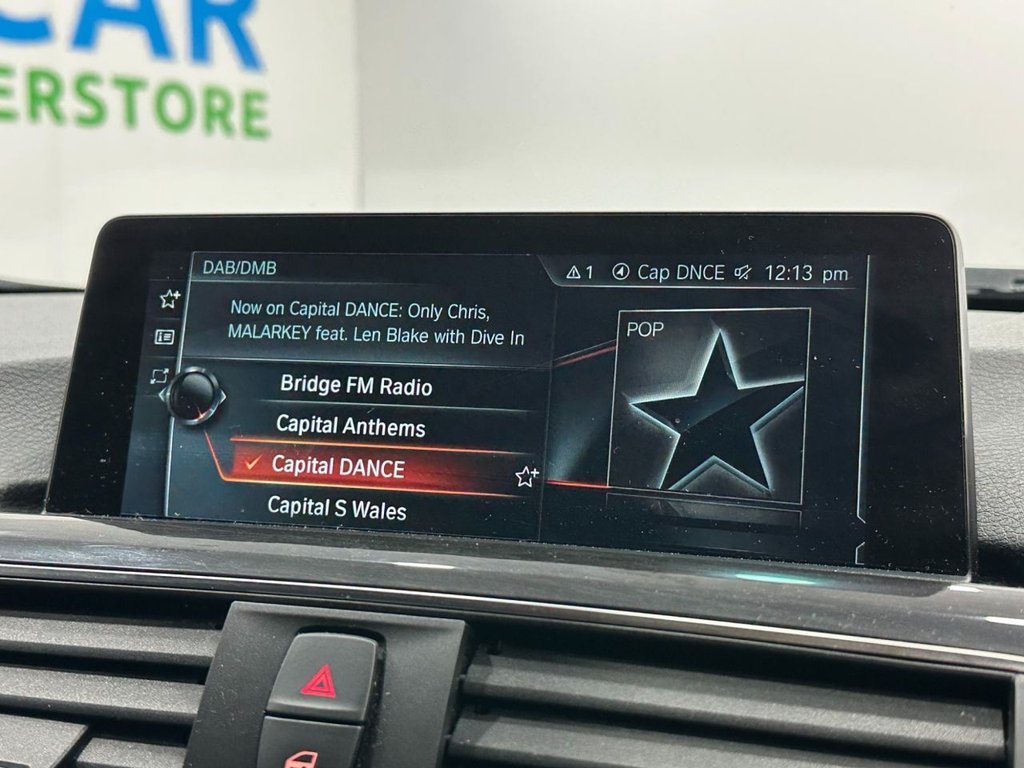 CAR
ERSTORE
DAB/DMB
1 Cap DNCE 12:13 pm
Now on Capital DANCE: Only Chris,
MALARKEY feat. Len Blake with Dive In
POP
Bridge FM Radio
Capital Anthems
Capital DANCE
Capital S Wales